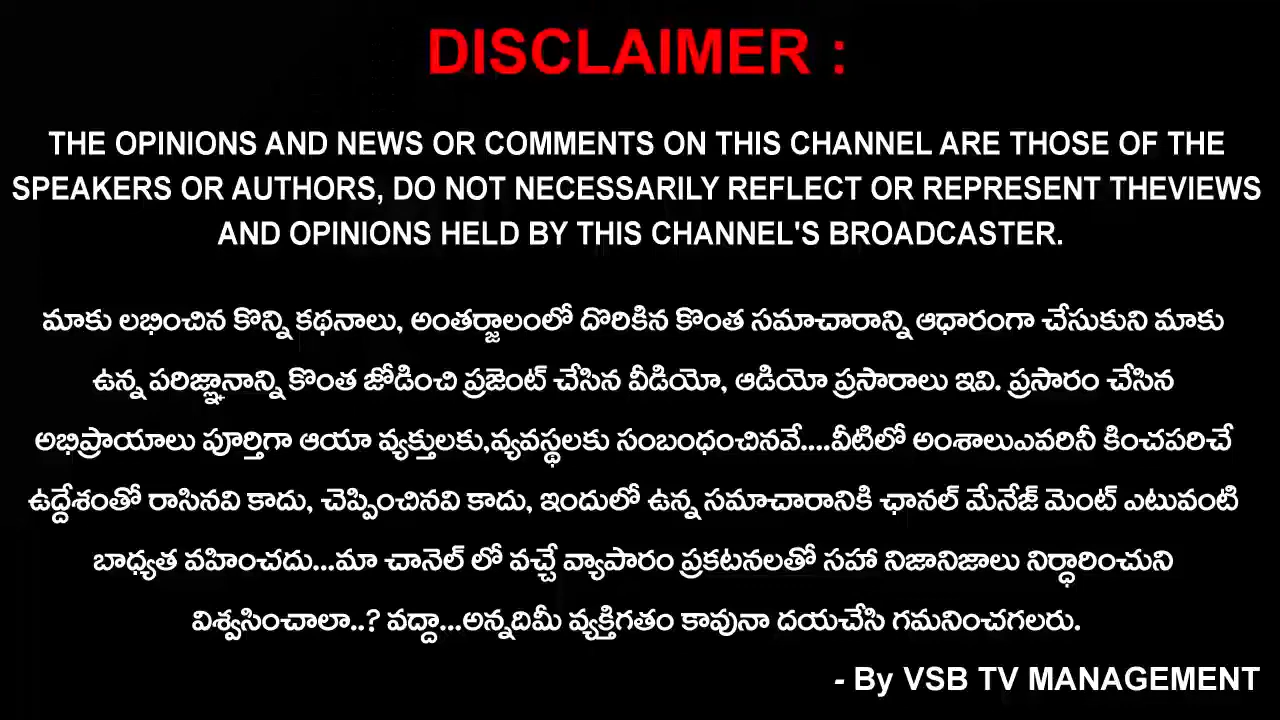 DISCLAIMER :
THE OPINIONS AND NEWS OR COMMENTS ON THIS CHANNEL ARE THOSE OF THE
SPEAKERS OR AUTHORS, DO NOT NECESSARILY REFLECT OR REPRESENT THEVIEWS
AND OPINIONS HELD BY THIS CHANNEL'S BROADCASTER.
మాకు లభించిన కొన్ని కథనాలు, అంతర్జాలంలో దొరికిన కొంత సమాచారాన్ని ఆధారంగా చేసుకుని మాకు
ఉన్న పరిజ్ఞానాన్ని కొంత జోడించి ప్రజెంట్ చేసిన వీడియో, ఆడియో ప్రసారాలు ఇవి. ప్రసారం చేసిన
అభిప్రాయాలు పూర్తిగా ఆయా వ్యక్తులకు,వ్యవస్థలకు సంబంధంచినవే....వీటిలో అంశాలుఎవరినీ కించపరిచే
ఉద్దేశంతో రాసినవి కాదు, చెప్పించినవి కాదు, ఇందులో ఉన్న సమాచారానికి ఛానల్ మేనేజ్ మెంట్ ఎటువంటి
బాధ్యత వహించదు...మా చానెల్ లో వచ్చే వ్యాపారం ప్రకటనలతో సహా నిజానిజాలు నిర్ధారించుని
విశ్వసించాలా..? వద్దా...అన్నదిమీ వ్యక్తిగతం కావునా దయచేసి గమనించగలరు.
- By VSB TV MANAGEMENT